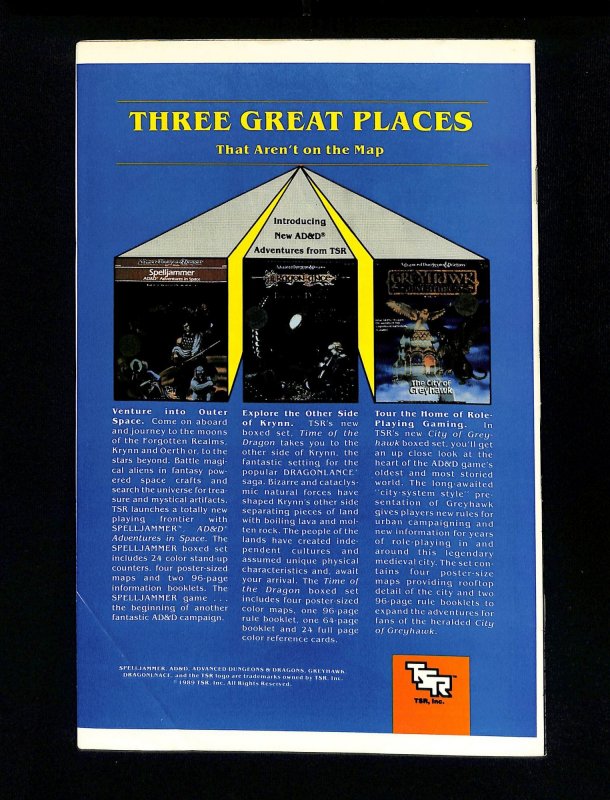 THREE GREAT PLACES
That Aren't on the Map
Introducing
New AD&D®
Adventures from TSR
Advanced Dungeons & Dragons
Spelljammer
AD&D Adventures in Space
Advanced Dungeons & Dragons
DRAGONLANCE
Advanced Dungeons & Dragons
GREYHAWK
ADVENTURES
The City of
Greyhawk
Venture into Outer
Space. Come on aboard
and journey to the moons
of the Forgotten Realms,
Krynn and Oerth or, to the
stars beyond. Battle magi-
cal aliens in fantasy pow-
ered space crafts and
search the universe for trea-
sure and mystical artifacts.
TSR launches a totally new
playing frontier with
SPELLJAMMER™, AD&D®
Adventures in Space. The
SPELLJAMMER boxed set
includes 24 color stand-up
counters, four poster-sized
maps and two 96-page
information booklets. The
SPELLJAMMER game . . .
the beginning of another
fantastic AD&D campaign.
Explore the Other Side
of Krynn. TSR's new
boxed set, Time of the
Dragon takes you to the
other side of Krynn, the
fantastic setting for the
popular DRAGONLANCE®
saga. Bizarre and cataclys-
mic natural forces have
shaped Krynn's other side
separating pieces of land
with boiling lava and mol-
ten rock. The people of the
lands have created inde-
pendent cultures and
assumed unique physical
characteristics and, await
your arrival. The Time of
the Dragon boxed set
includes four poster-sized
color maps, one 96-page
rule booklet, one 64-page
booklet and 24 full page
color reference cards.
Tour the Home of Role-
Playing Gaming. In
TSR's new City of Grey-
hawk boxed set, you'll get
an up close look at the
heart of the AD&D game's
oldest and most storied
world. The long-awaited
"city-system style" pre-
sentation of Greyhawk
gives players new rules for
urban campaigning and
new information for years
of role-playing in and
around this legendary
medieval city. The set con-
tains four poster-size
maps providing rooftop
detail of the city and two
96-page rule booklets to
expand the adventures for
fans of the heralded City
of Greyhawk.
SPELLJAMMER, AD&D, ADVANCED DUNGEONS & DRAGONS, GREYHAWK,
DRAGONLNACE, and the TSR logo are trademarks owned by TSR, Inc.
©1989 TSR, Inc. All Rights Reserved.
TSR™
TSR, Inc.